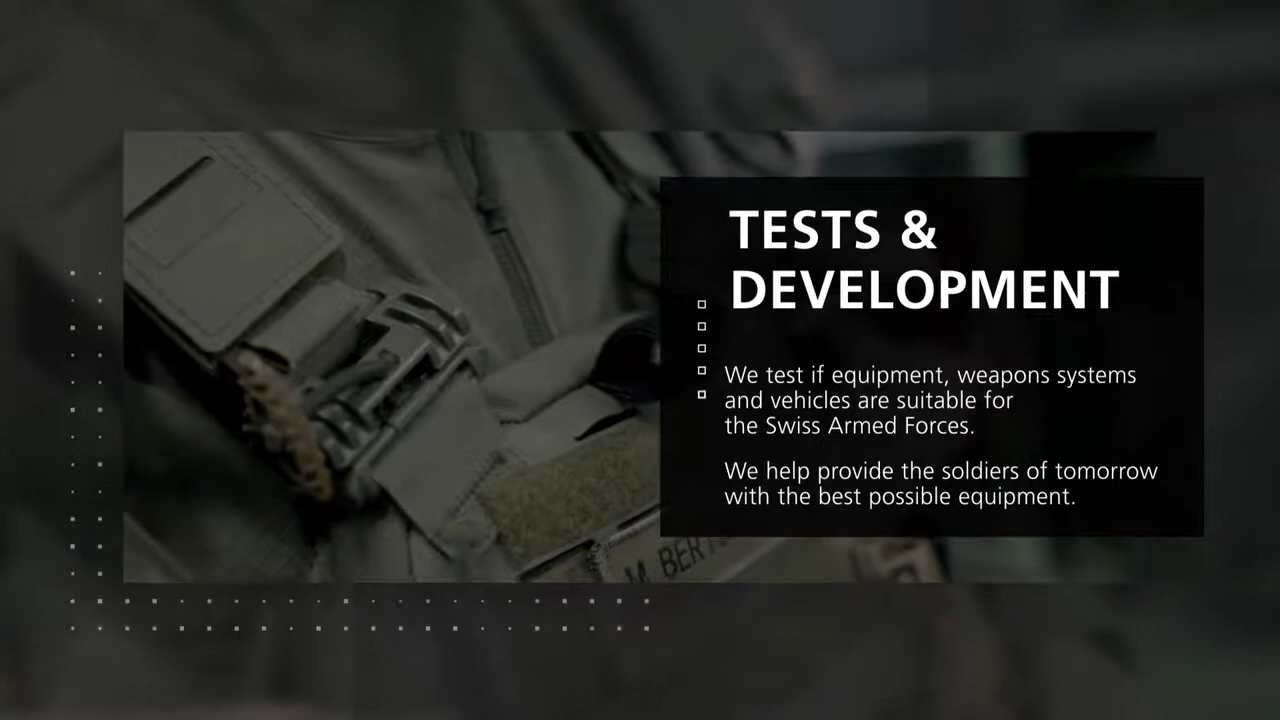 TESTS &
DEVELOPMENT
We test if equipment, weapons systems
and vehicles are suitable for
the Swiss Armed Forces.
We help provide the soldiers of tomorrow
with the best possible equipment.
M. BERT